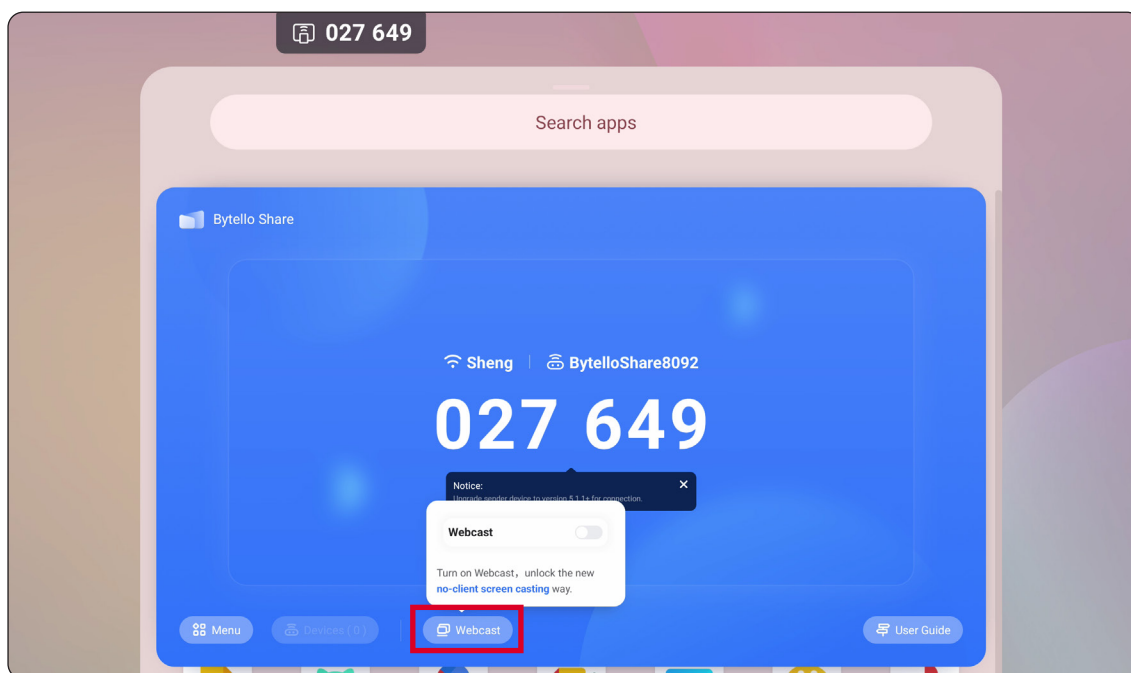 027 649
Search apps
Bytello Share
Sheng BytelloShare8092
027 649
Notice:
Upgrade sender device to version 5.1.1+ for connection.
Webcast
Turn on Webcast，unlock the new
no-client screen casting way.
Menu Devices ( 0 ) Webcast User Guide